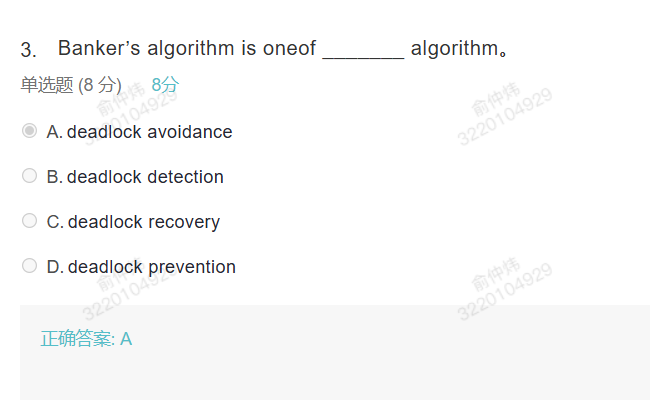 3. Banker's algorithm is oneof _______ algorithm。
单选题 (8 分) 8分
俞仲炜 俞仲炜
3220104929 3220104929
A. deadlock avoidance
B. deadlock detection
C. deadlock recovery
D. deadlock prevention
俞仲炜 俞仲炜
3220104929 3220104929
正确答案: A